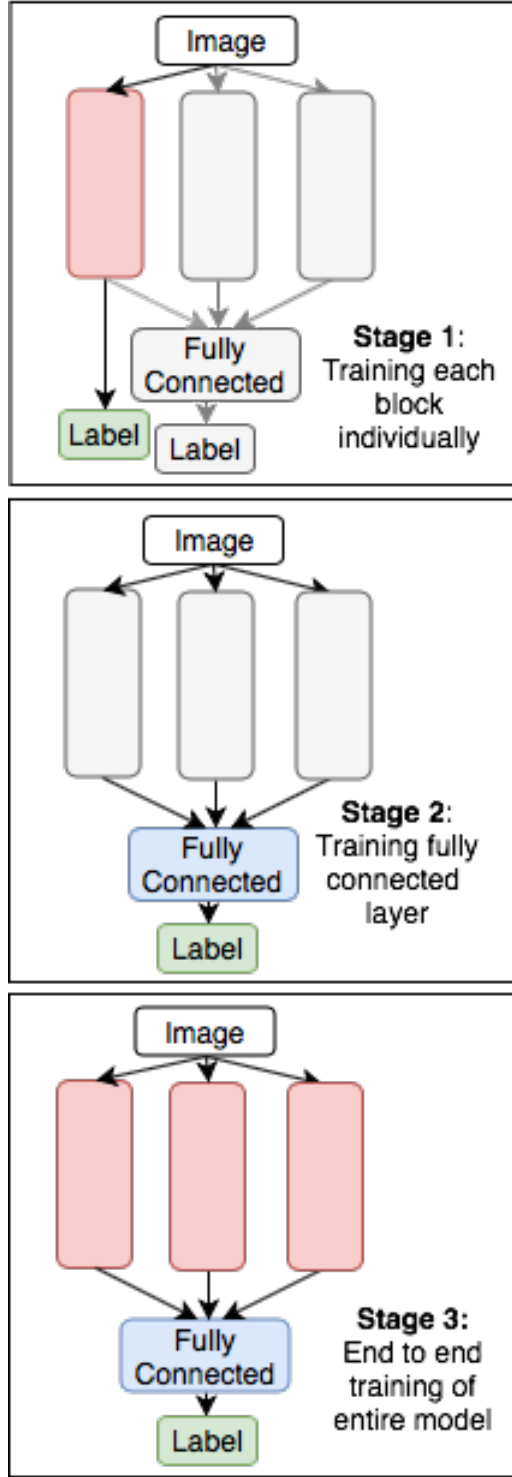 Image
Fully
Connected
Label
Label
Stage 1:
Training each
block
individually
Image
Fully
Connected
Label
Stage 2:
Training fully
connected
layer
Image
Fully
Connected
Label
Stage 3:
End to end
training of
entire model